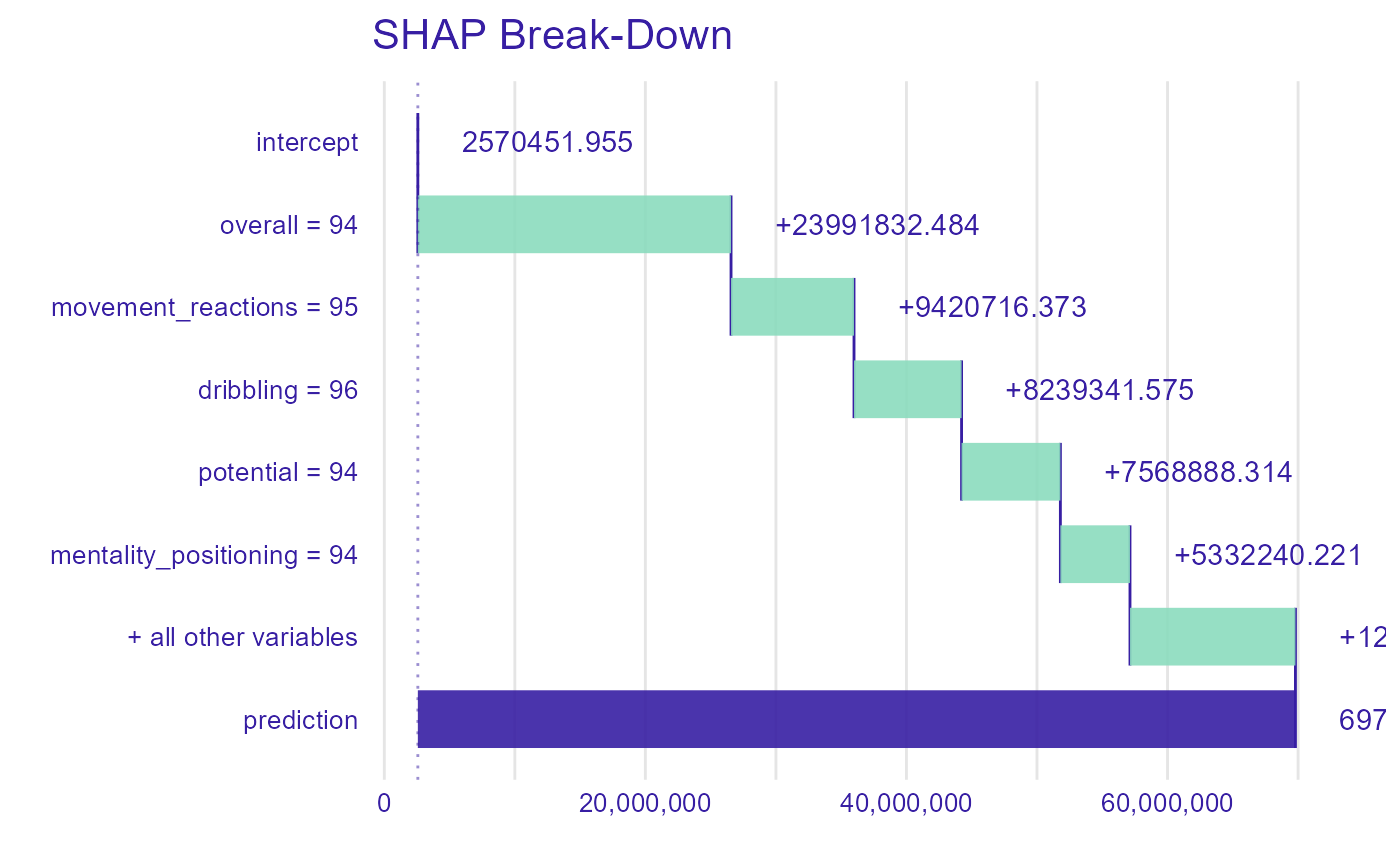 SHAP Break-Down
intercept 2570451.955
overall = 94 +23991832.484
movement_reactions = 95 +9420716.373
dribbling = 96 +8239341.575
potential = 94 +7568888.314
mentality_positioning = 94 +5332240.221
+ all other variables +12
prediction 697
0 20,000,000 40,000,000 60,000,000